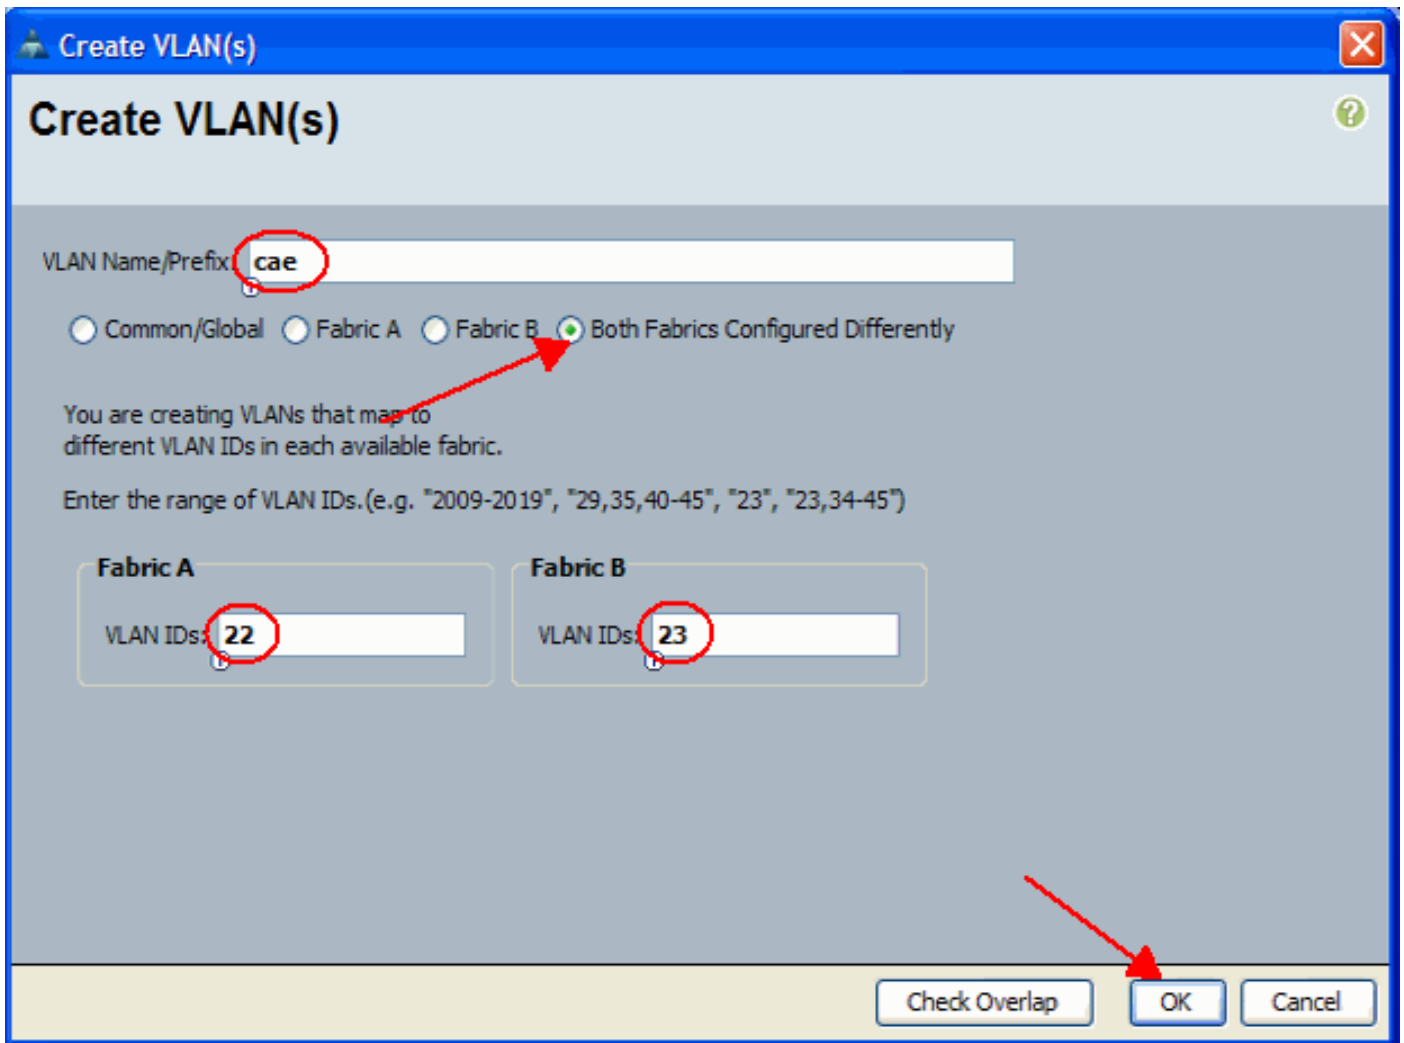 Create VLAN(s)
Create VLAN(s)
VLAN Name/Prefix: cae
Common/Global Fabric A Fabric B Both Fabrics Configured Differently
You are creating VLANs that map to
different VLAN IDs in each available fabric.
Enter the range of VLAN IDs.(e.g. "2009-2019", "29,35,40-45", "23", "23,34-45")
Fabric A Fabric B
VLAN IDs: 22 VLAN IDs: 23
Check Overlap OK Cancel